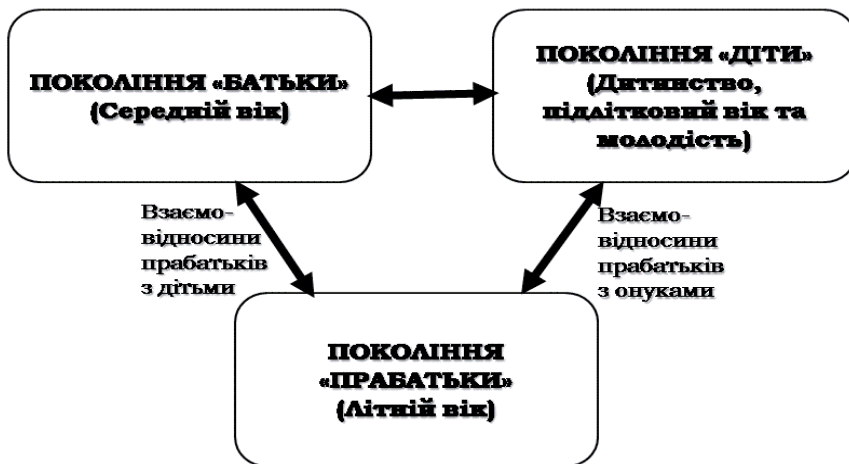 ПОКОЛІННЯ «БАТЬКИ»
(Середній вік)
ПОКОЛІННЯ «ДІТИ»
(Дитинство,
підлітковий вік та
молодість)
Взаємо-
відносини
прабатьків
з дітьми
Взаємо-
відносини
прабатьків
з онуками
ПОКОЛІННЯ
«ПРАБАТЬКИ»
(Літній вік)